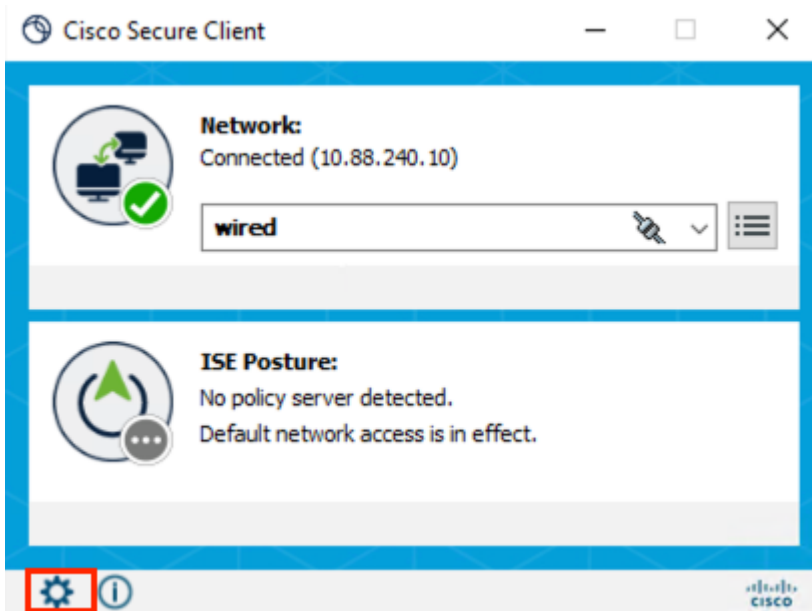 Cisco Secure Client
Network:
Connected (10.88.240.10)
wired
ISE Posture:
No policy server detected.
Default network access is in effect.
cisco